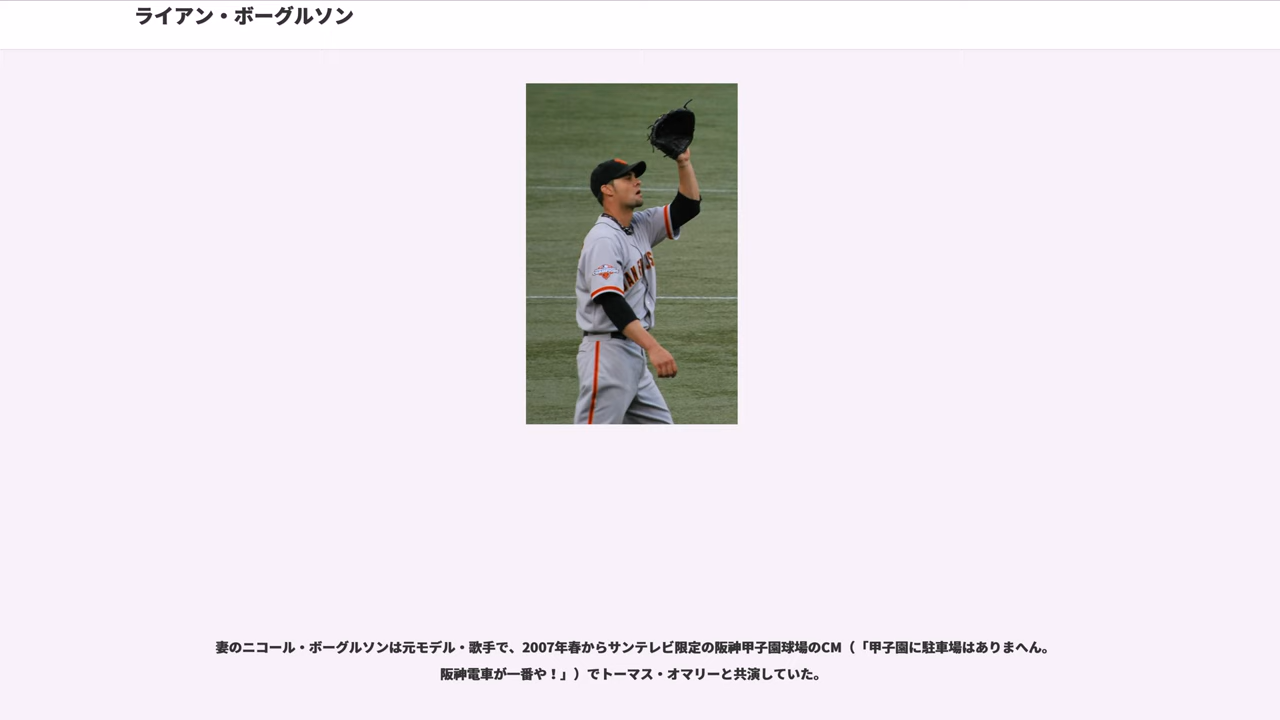 ライアン・ボーグルソン
妻のニコール・ボーグルソンは元モデル・歌手で、2007年春からサンテレビ限定の阪神甲子園球場のCM（「甲子園に駐車場はありまへん。
阪神電車が一番や！」）でトーマス・オマリーと共演していた。